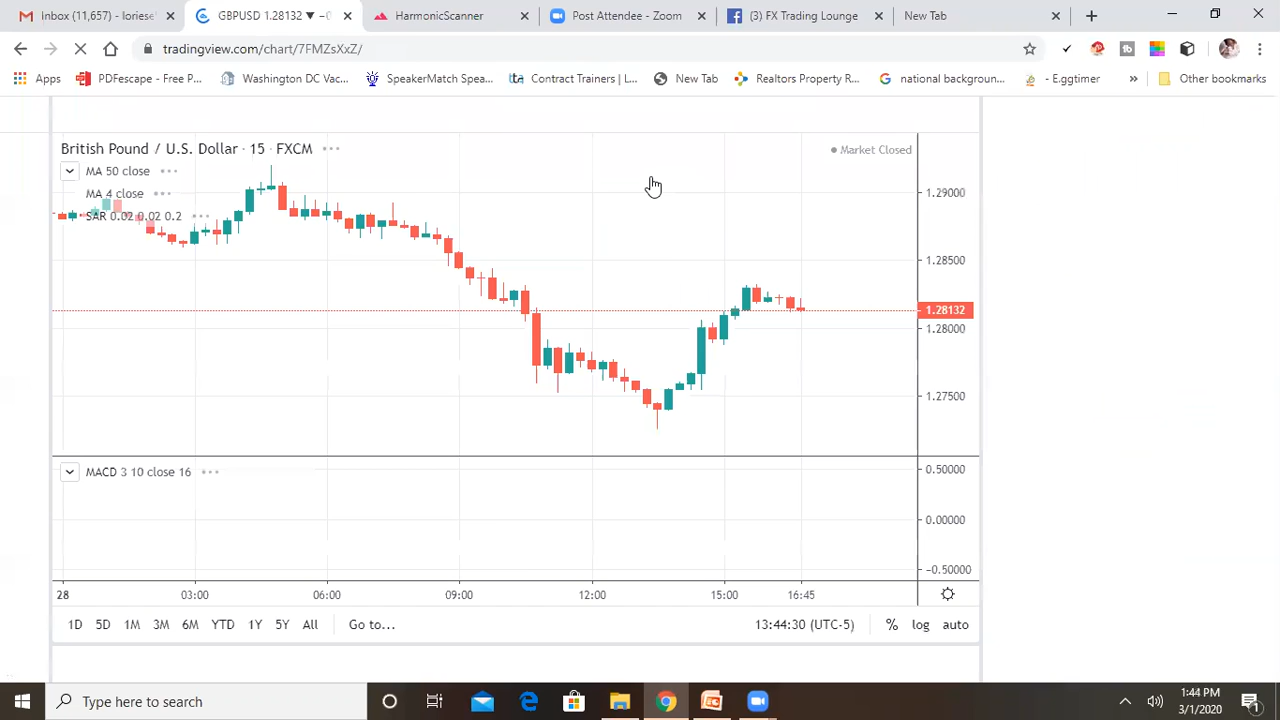 Inbox (11,657) - loriese
GBPUSD 1.28132 ▼ −0
HarmonicScanner
Post Attendee - Zoom
(3) FX Trading Lounge
New Tab
tradingview.com/chart/7FMZsXxZ/
Apps
PDFescape - Free P...
Washington DC Vac...
SpeakerMatch Spea...
Contract Trainers | L...
New Tab
Realtors Property R...
national backgroun...
- E.ggtimer
»
Other bookmarks
British Pound / U.S. Dollar · 15 · FXCM
Market Closed
MA 50 close
MA 4 close
SAR 0.02 0.02 0.2
1.29000
1.28500
1.28132
1.28000
1.27500
MACD 3 10 close 16
0.50000
0.00000
−0.50000
28 03:00 06:00 09:00 12:00 15:00 16:45
1D 5D 1M 3M 6M YTD 1Y 5Y All Go to...
13:44:30 (UTC-5) % log auto
Type here to search
1:44 PM
3/1/2020
1